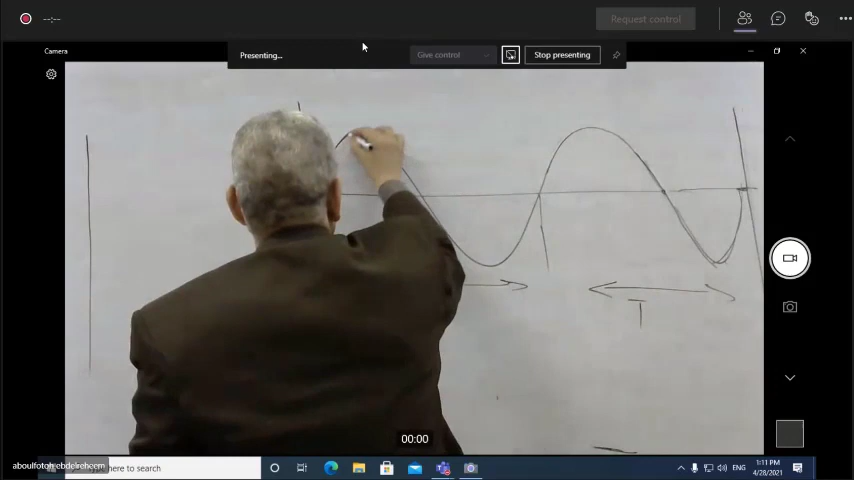 --:--
Request control
Camera
Presenting...
Give control
Stop presenting
T
00:00
aboulfotoh ebdelreheem
here to search
ENG
1:11 PM
4/28/2021